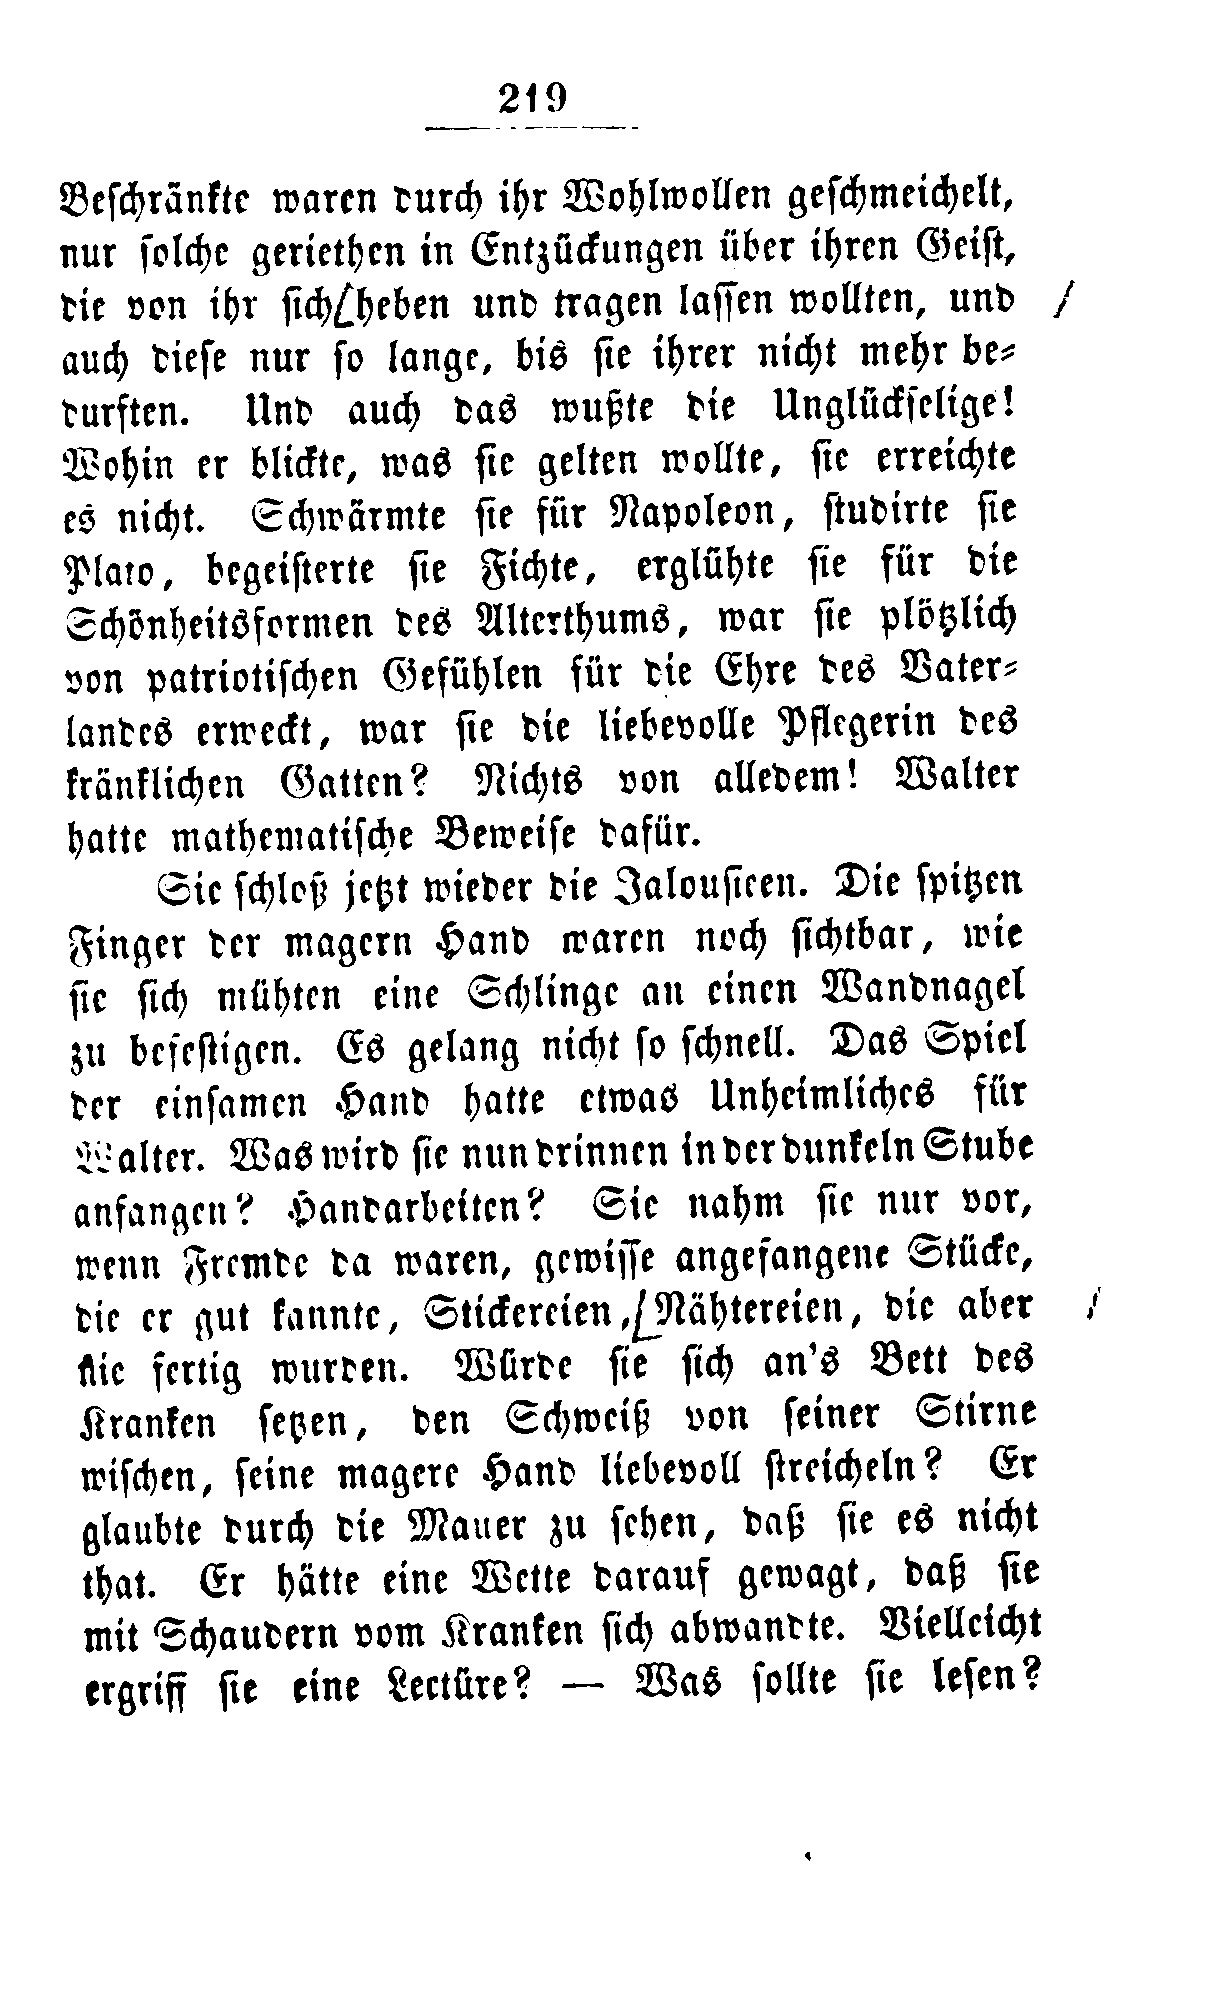 219
Beschränkte waren durch ihr Wohlwollen geschmeichelt,
nur solche geriethen in Entzückungen über ihren Geist,
die von ihr sich heben und tragen lassen wollten, und
auch diese nur so lange, bis sie ihrer nicht mehr be-
durften. Und auch das wußte die Unglückselige!
Wohin er blickte, was sie gelten wollte, sie erreichte
es nicht. Schwärmte sie für Napoleon, studirte sie
Plato, begeisterte sie Fichte, erglühte sie für die
Schönheitsformen des Alterthums, war sie plötzlich
von patriotischen Gefühlen für die Ehre des Vater-
landes erweckt, war sie die liebevolle Pflegerin des
kränklichen Gatten? Nichts von alledem! Walter
hatte mathematische Beweise dafür.
Sie schloß jetzt wieder die Jalousieen. Die spitzen
Finger der magern Hand waren noch sichtbar, wie
sie sich mühten eine Schlinge an einen Wandnagel
zu befestigen. Es gelang nicht so schnell. Das Spiel
der einsamen Hand hatte etwas Unheimliches für
Walter. Was wird sie nun drinnen in der dunkeln Stube
anfangen? Handarbeiten? Sie nahm sie nur vor,
wenn Fremde da waren, gewisse angefangene Stücke,
die er gut kannte, Stickereien, Nähtereien, die aber
nie fertig wurden. Würde sie sich an's Bett des
Kranken setzen, den Schweiß von seiner Stirne
wischen, seine magere Hand liebevoll streicheln? Er
glaubte durch die Mauer zu sehen, daß sie es nicht
that. Er hätte eine Wette darauf gewagt, daß sie
mit Schaudern vom Kranken sich abwandte. Vielleicht
ergriff sie eine Lectüre? — Was sollte sie lesen?